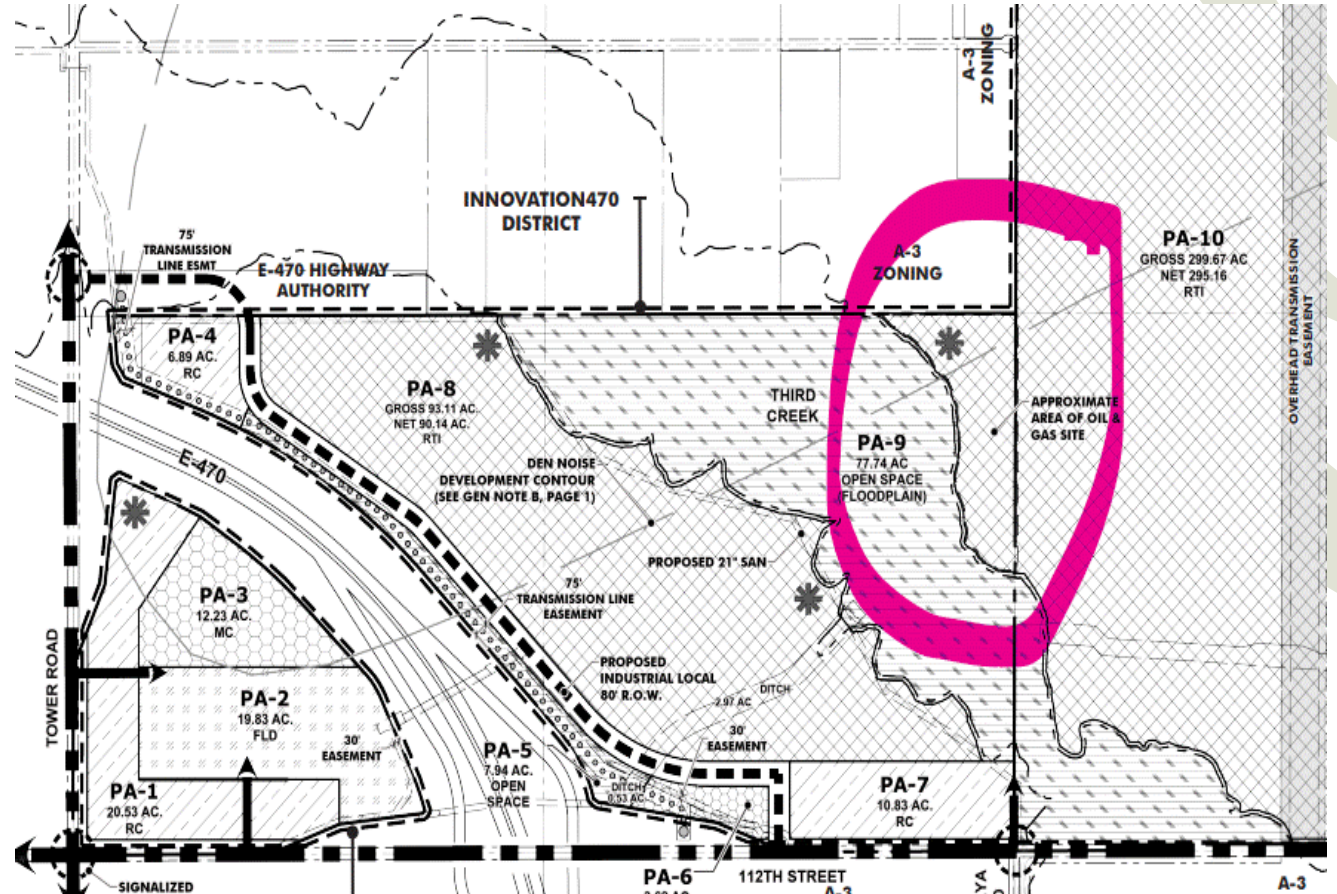 A-3
ZONING
INNOVATION470
DISTRICT
75'
TRANSMISSION
LINE ESMT
E-470 HIGHWAY
AUTHORITY
A-3
ZONING
PA-10
GROSS 299.67 AC
NET 295.16
RTI
OVERHEAD TRANSMISSION
EASEMENT
PA-4
6.89 AC.
RC
PA-8
GROSS 93.11 AC.
NET 90.14 AC.
RTI
THIRD
CREEK
APPROXIMATE
AREA OF OIL &
GAS SITE
PA-9
77.74 AC
OPEN SPACE
(FLOODPLAIN)
E-470
DEN NOISE
DEVELOPMENT CONTOUR
(SEE GEN NOTE B, PAGE 1)
PROPOSED 21" SAN
75'
TRANSMISSION LINE
EASEMENT
PA-3
12.23 AC.
MC
TOWER ROAD
PROPOSED
INDUSTRIAL LOCAL
80' R.O.W.
DITCH
2.97 AC
PA-2
19.83 AC.
FLD
30'
EASEMENT
30'
EASEMENT
PA-5
7.94 AC.
OPEN
SPACE
DITCH
0.53 AC
PA-7
10.83 AC.
RC
PA-1
20.53 AC.
RC
PA-6
112TH STREET
SIGNALIZED
A-3
YA
A-3